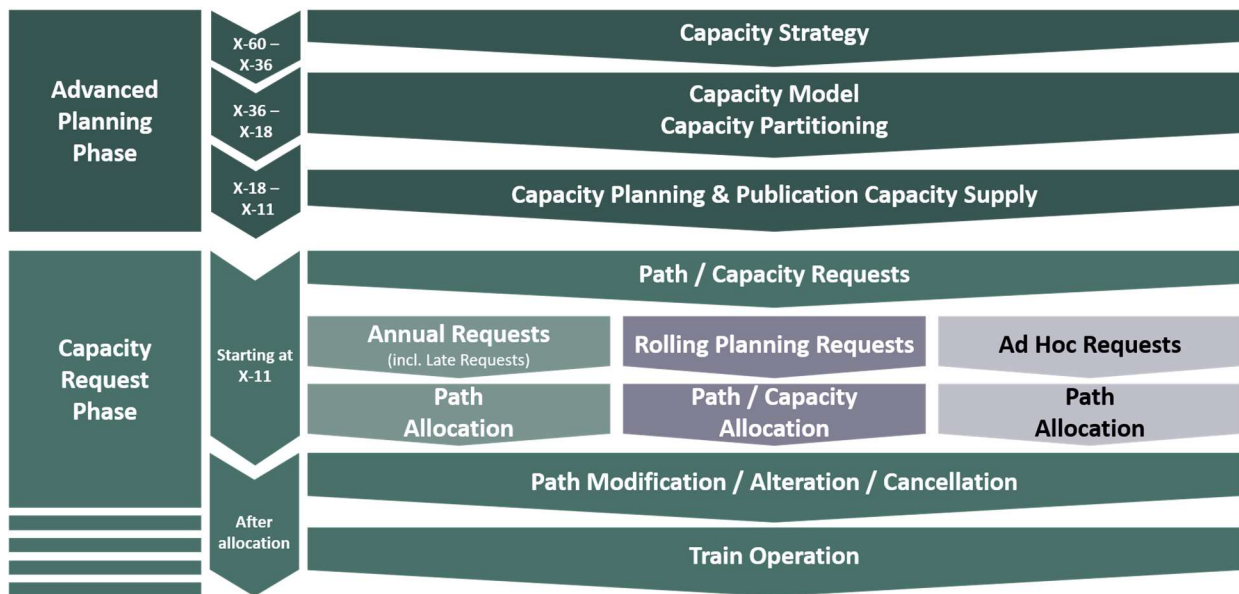 Advanced
Planning
Phase
X-60 –
X-36
Capacity Strategy
X-36 –
X-18
Capacity Model
Capacity Partitioning
X-18 –
X-11
Capacity Planning & Publication Capacity Supply
Capacity
Request
Phase
Starting at
X-11
Path / Capacity Requests
Annual Requests
(incl. Late Requests)
Rolling Planning Requests
Ad Hoc Requests
Path
Allocation
Path / Capacity
Allocation
Path
Allocation
After
allocation
Path Modification / Alteration / Cancellation
Train Operation